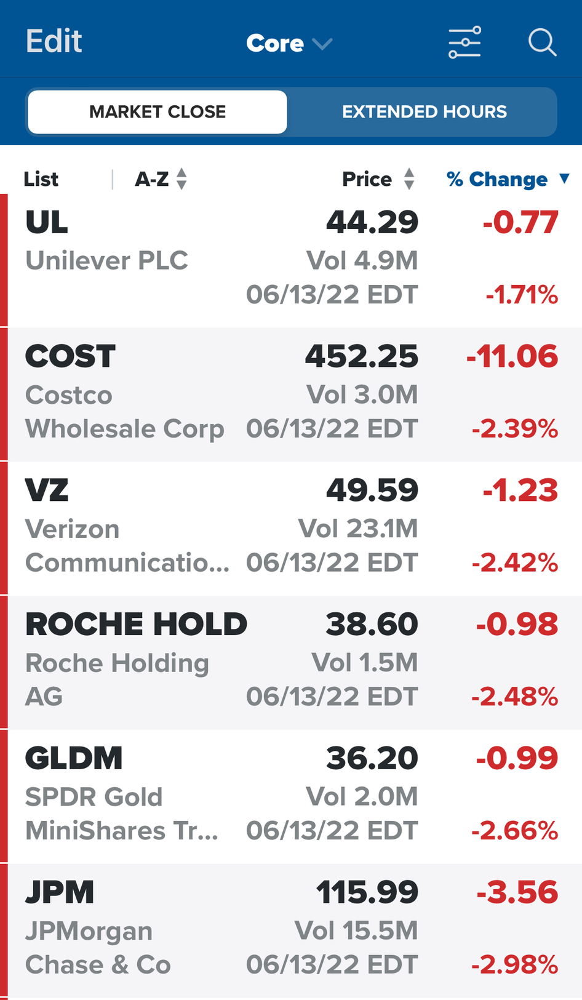 Edit Core
MARKET CLOSE EXTENDED HOURS
List A-Z Price % Change
UL 44.29 -0.77
Unilever PLC Vol 4.9M
06/13/22 EDT -1.71%
COST 452.25 -11.06
Costco Vol 3.0M
Wholesale Corp 06/13/22 EDT -2.39%
VZ 49.59 -1.23
Verizon Vol 23.1M
Communicatio... 06/13/22 EDT -2.42%
ROCHE HOLD 38.60 -0.98
Roche Holding Vol 1.5M
AG 06/13/22 EDT -2.48%
GLDM 36.20 -0.99
SPDR Gold Vol 2.0M
MiniShares Tr... 06/13/22 EDT -2.66%
JPM 115.99 -3.56
JPMorgan Vol 15.5M
Chase & Co 06/13/22 EDT -2.98%